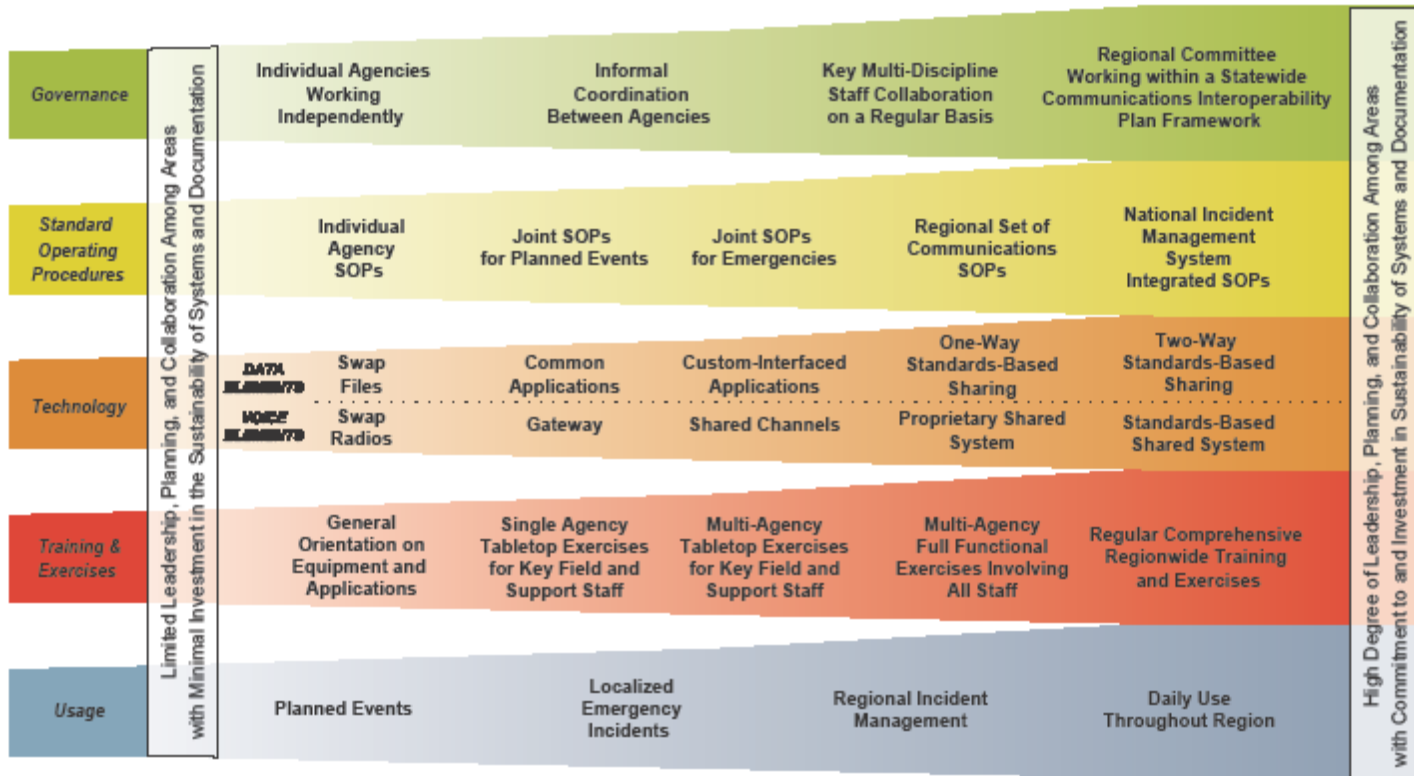 Governance
Individual Agencies
Working
Independently
Informal
Coordination
Between Agencies
Key Multi-Discipline
Staff Collaboration
on a Regular Basis
Regional Committee
Working within a Statewide
Communications Interoperability
Plan Framework
Standard
Operating
Procedures
Individual
Agency
SOPs
Joint SOPs
for Planned Events
Joint SOPs
for Emergencies
Regional Set of
Communications
SOPs
National Incident
Management
System
Integrated SOPs
Technology
DATA
ELEMENTS
Swap
Files
Common
Applications
Custom-Interfaced
Applications
One-Way
Standards-Based
Sharing
Two-Way
Standards-Based
Sharing
VOICE
ELEMENTS
Swap
Radios
Gateway
Shared Channels
Proprietary Shared
System
Standards-Based
Shared System
Training &
Exercises
General
Orientation on
Equipment and
Applications
Single Agency
Tabletop Exercises
for Key Field and
Support Staff
Multi-Agency
Tabletop Exercises
for Key Field and
Support Staff
Multi-Agency
Full Functional
Exercises Involving
All Staff
Regular Comprehensive
Regionwide Training
and Exercises
Usage
Planned Events
Localized
Emergency
Incidents
Regional Incident
Management
Daily Use
Throughout Region
Limited Leadership, Planning, and Collaboration Among Areas
with Minimal Investment in the Sustainability of Systems and Documentation
High Degree of Leadership, Planning, and Collaboration Among Areas
with Commitment to and Investment in Sustainability of Systems and Documentation